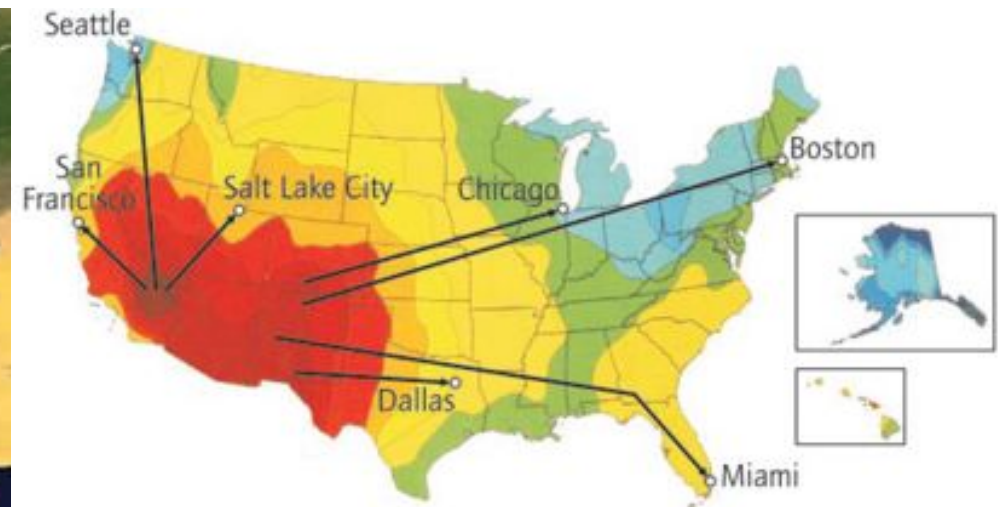 Seattle
San
Francisco
Salt Lake City
Chicago
Boston
Dallas
Miami